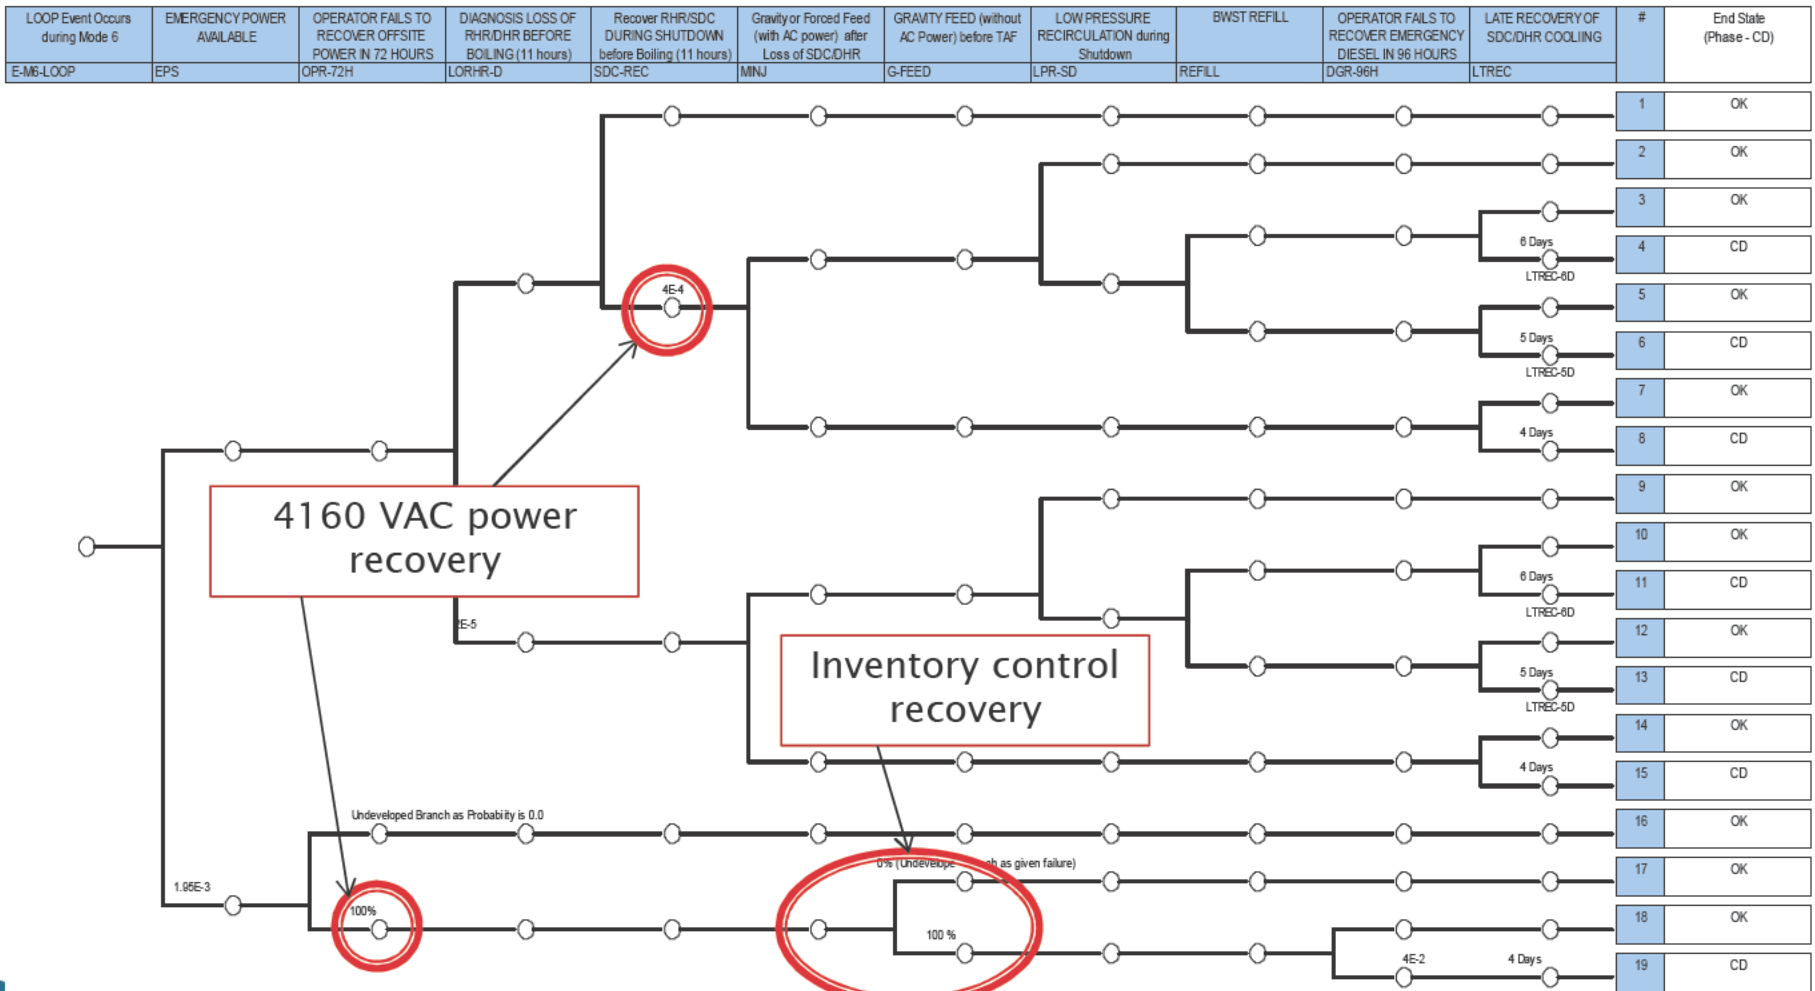 LOOP Event Occurs
during Mode 6
E-M6-LOOP
EMERGENCY POWER
AVAILABLE
EPS
OPERATOR FAILS TO
RECOVER OFFSITE
POWER IN 72 HOURS
OPR-72H
DIAGNOSIS LOSS OF
RHR/DHR BEFORE
BOILING (11 hours)
LORHR-D
Recover RHR/SDC
DURING SHUTDOWN
before Boiling (11 hours)
SDC-REC
Gravity or Forced Feed
(with AC power) after
Loss of SDC/DHR
MINJ
GRAVITY FEED (without
AC Power) before TAF
G-FEED
LOW PRESSURE
RECIRCULATION during
Shutdown
LPR-SD
BWST REFILL
REFILL
OPERATOR FAILS TO
RECOVER EMERGENCY
DIESEL IN 96 HOURS
DGR-96H
LATE RECOVERY OF
SDC/DHR COOLIING
LTREC
#
End State
(Phase - CD)
1 OK
2 OK
3 OK
6 Days
4 CD
LTREC-6D
4E-4
5 OK
5 Days
6 CD
LTREC-5D
7 OK
4 Days
8 CD
9 OK
4160 VAC power
recovery
10 OK
6 Days
11 CD
LTREC-6D
2E-5
12 OK
Inventory control
recovery
5 Days
13 CD
LTREC-5D
14 OK
4 Days
15 CD
Undeveloped Branch as Probability is 0.0
16 OK
0% (Undevelope as given failure)
17 OK
1.95E-3
100%
18 OK
100 %
4E-2
4 Days
19 CD